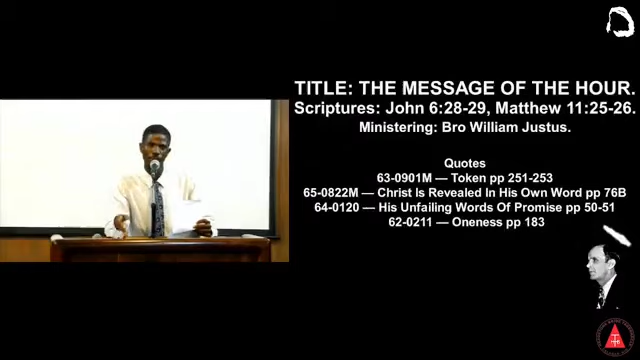 TITLE: THE MESSAGE OF THE HOUR.
Scriptures: John 6:28-29, Matthew 11:25-26.
Ministering: Bro William Justus.
Quotes
63-0901M — Token pp 251-253
65-0822M — Christ Is Revealed In His Own Word pp 76B
64-0120 — His Unfailing Words Of Promise pp 50-51
62-0211 — Oneness pp 183